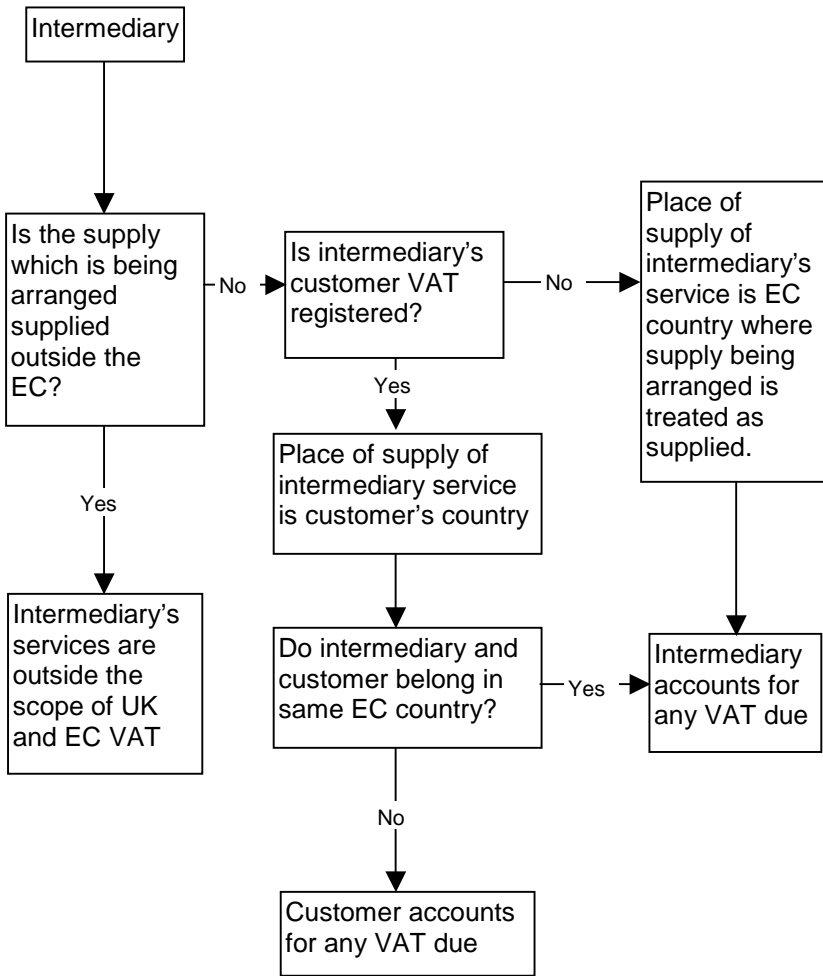 Intermediary
Is the supply
which is being
arranged
supplied
outside the
EC?
No
Is intermediary's
customer VAT
registered?
No
Place of
supply of
intermediary's
service is EC
country where
supply being
arranged is
treated as
supplied.
Yes
Yes
Place of supply of
intermediary service
is customer's country
Intermediary's
services are
outside the
scope of UK
and EC VAT
Do intermediary and
customer belong in
same EC country?
Yes
Intermediary
accounts for
any VAT due
No
Customer accounts
for any VAT due